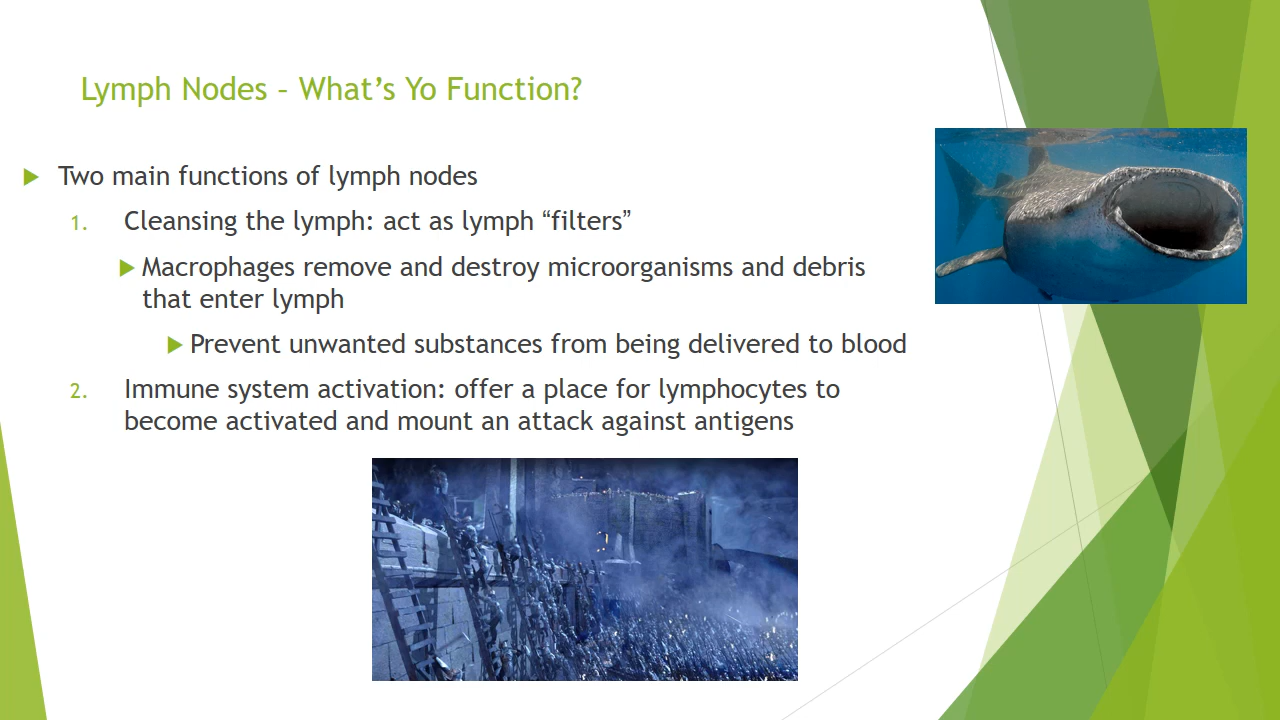 Lymph Nodes – What’s Yo Function?
Two main functions of lymph nodes
1. Cleansing the lymph: act as lymph “filters”
Macrophages remove and destroy microorganisms and debris
that enter lymph
Prevent unwanted substances from being delivered to blood
2. Immune system activation: offer a place for lymphocytes to
become activated and mount an attack against antigens